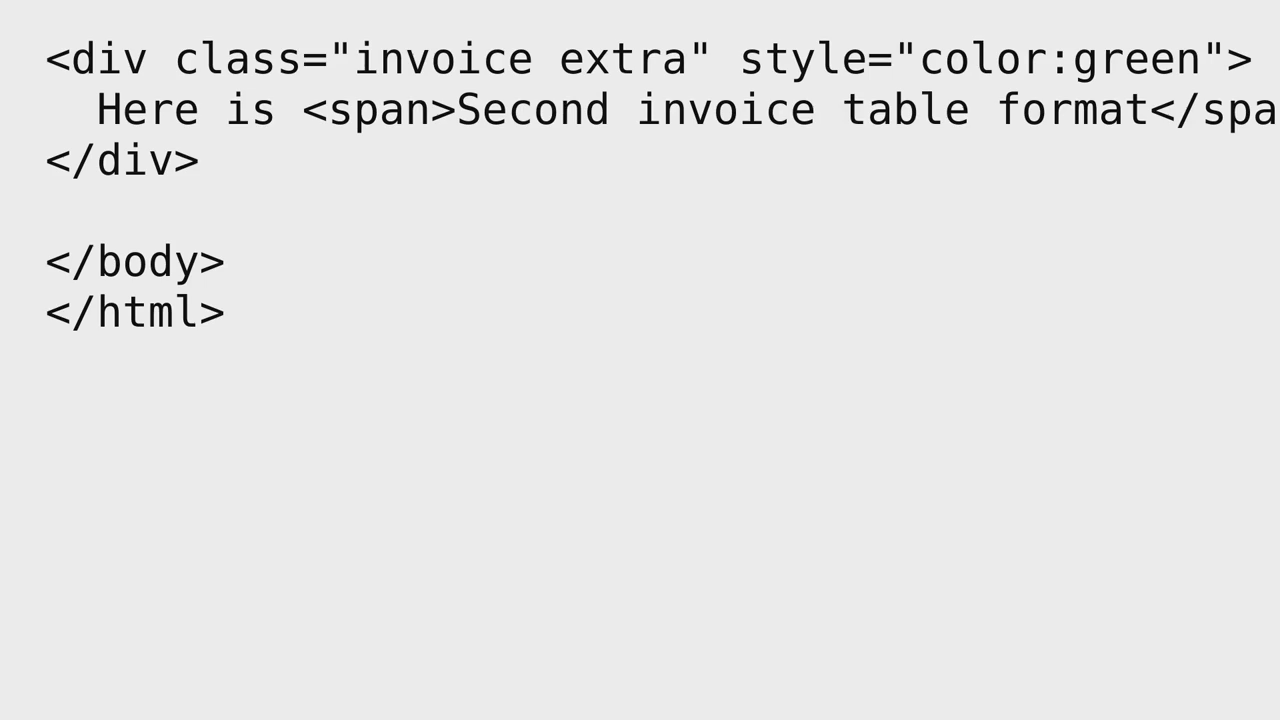 <div class="invoice extra" style="color:green">
  Here is <span>Second invoice table format</spa
</div>
</body>
</html>